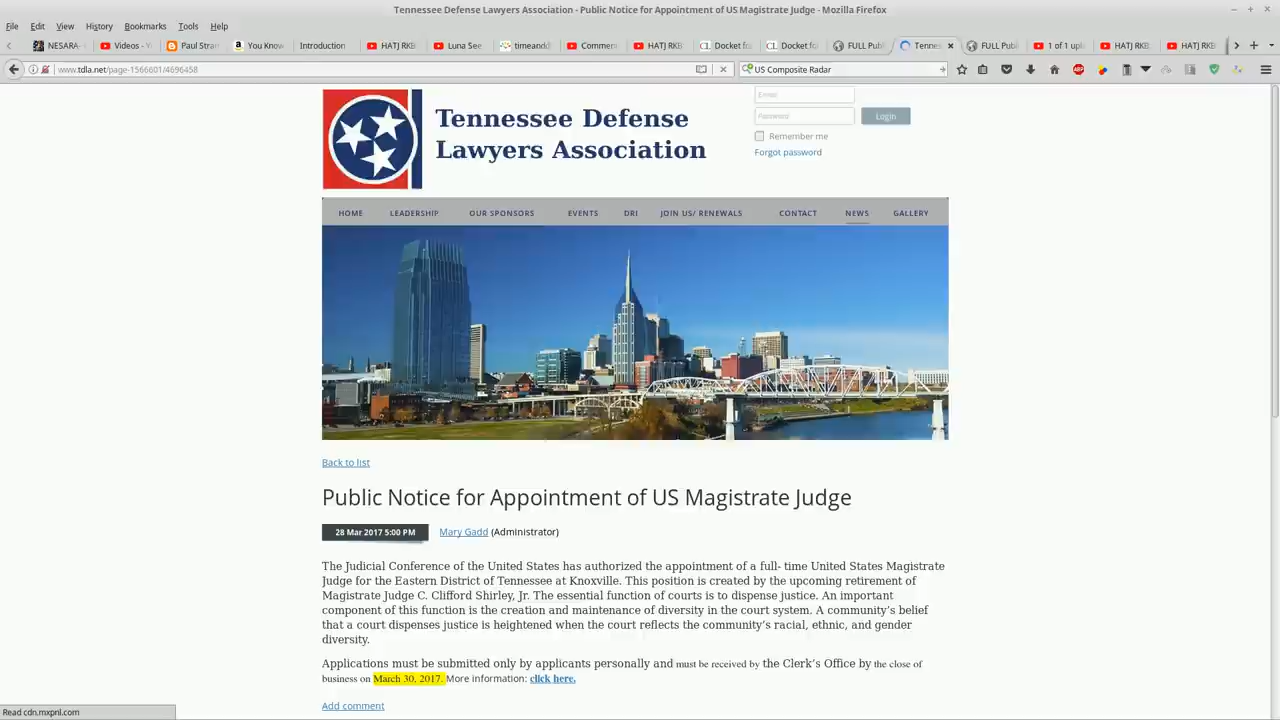 Tennessee Defense Lawyers Association - Public Notice for Appointment of US Magistrate Judge - Mozilla Firefox
File Edit View History Bookmarks Tools Help
NESARA- Videos - Paul Stran You Know Introduction HATJ RKB Luna See timeandd Commen HATJ RKB Docket fo Docket fo FULL Publ Tennes FULL Publ 1 of 1 uplo HATJ RKB HATJ RKB
www.tdla.net/page-1566601/4696458 US Composite Radar
Email
Password Login
Remember me
Forgot password
Tennessee Defense
Lawyers Association
HOME LEADERSHIP OUR SPONSORS EVENTS DRI JOIN US/ RENEWALS CONTACT NEWS GALLERY
Back to list
Public Notice for Appointment of US Magistrate Judge
28 Mar 2017 5:00 PM Mary Gadd (Administrator)
The Judicial Conference of the United States has authorized the appointment of a full- time United States Magistrate
Judge for the Eastern District of Tennessee at Knoxville. This position is created by the upcoming retirement of
Magistrate Judge C. Clifford Shirley, Jr. The essential function of courts is to dispense justice. An important
component of this function is the creation and maintenance of diversity in the court system. A community's belief
that a court dispenses justice is heightened when the court reflects the community's racial, ethnic, and gender
diversity.
Applications must be submitted only by applicants personally and must be received by the Clerk's Office by the close of
business on March 30, 2017. More information: click here.
Add comment
Read cdn.mxpnl.com